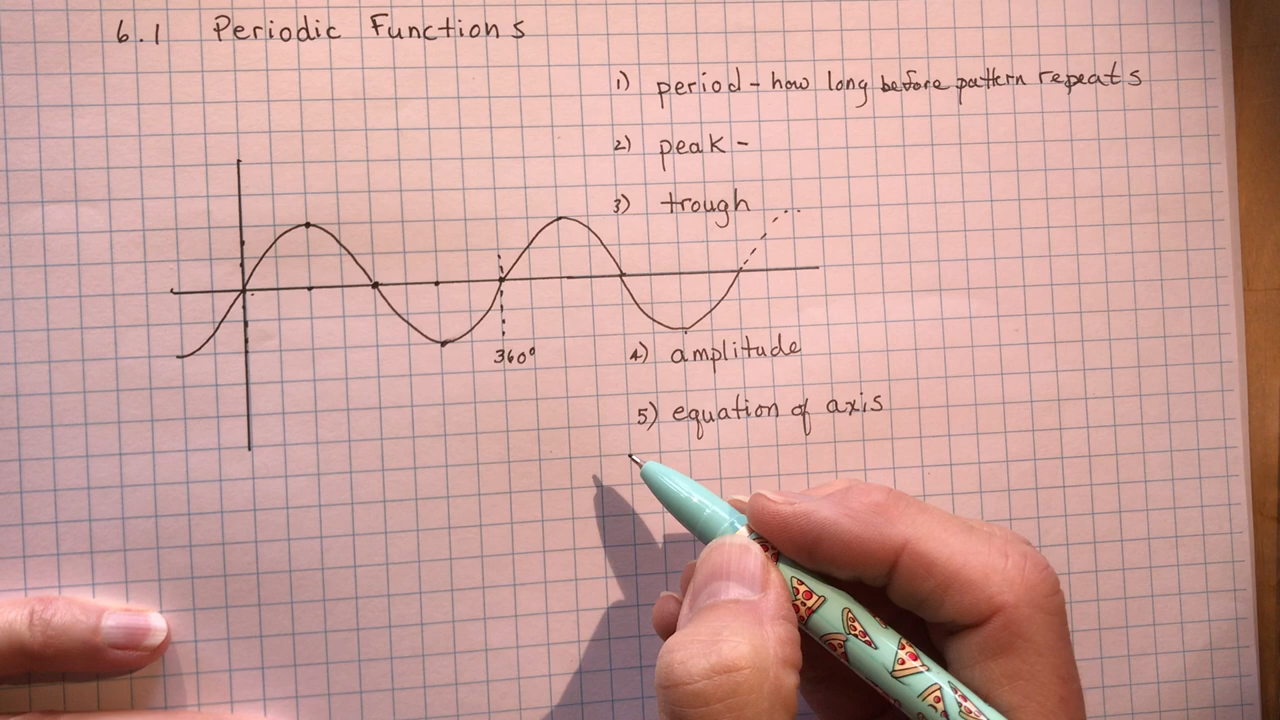 6.1 Periodic Functions
1) period - how long before pattern repeats
2) peak -
3) trough
360°
4) amplitude
5) equation of axis